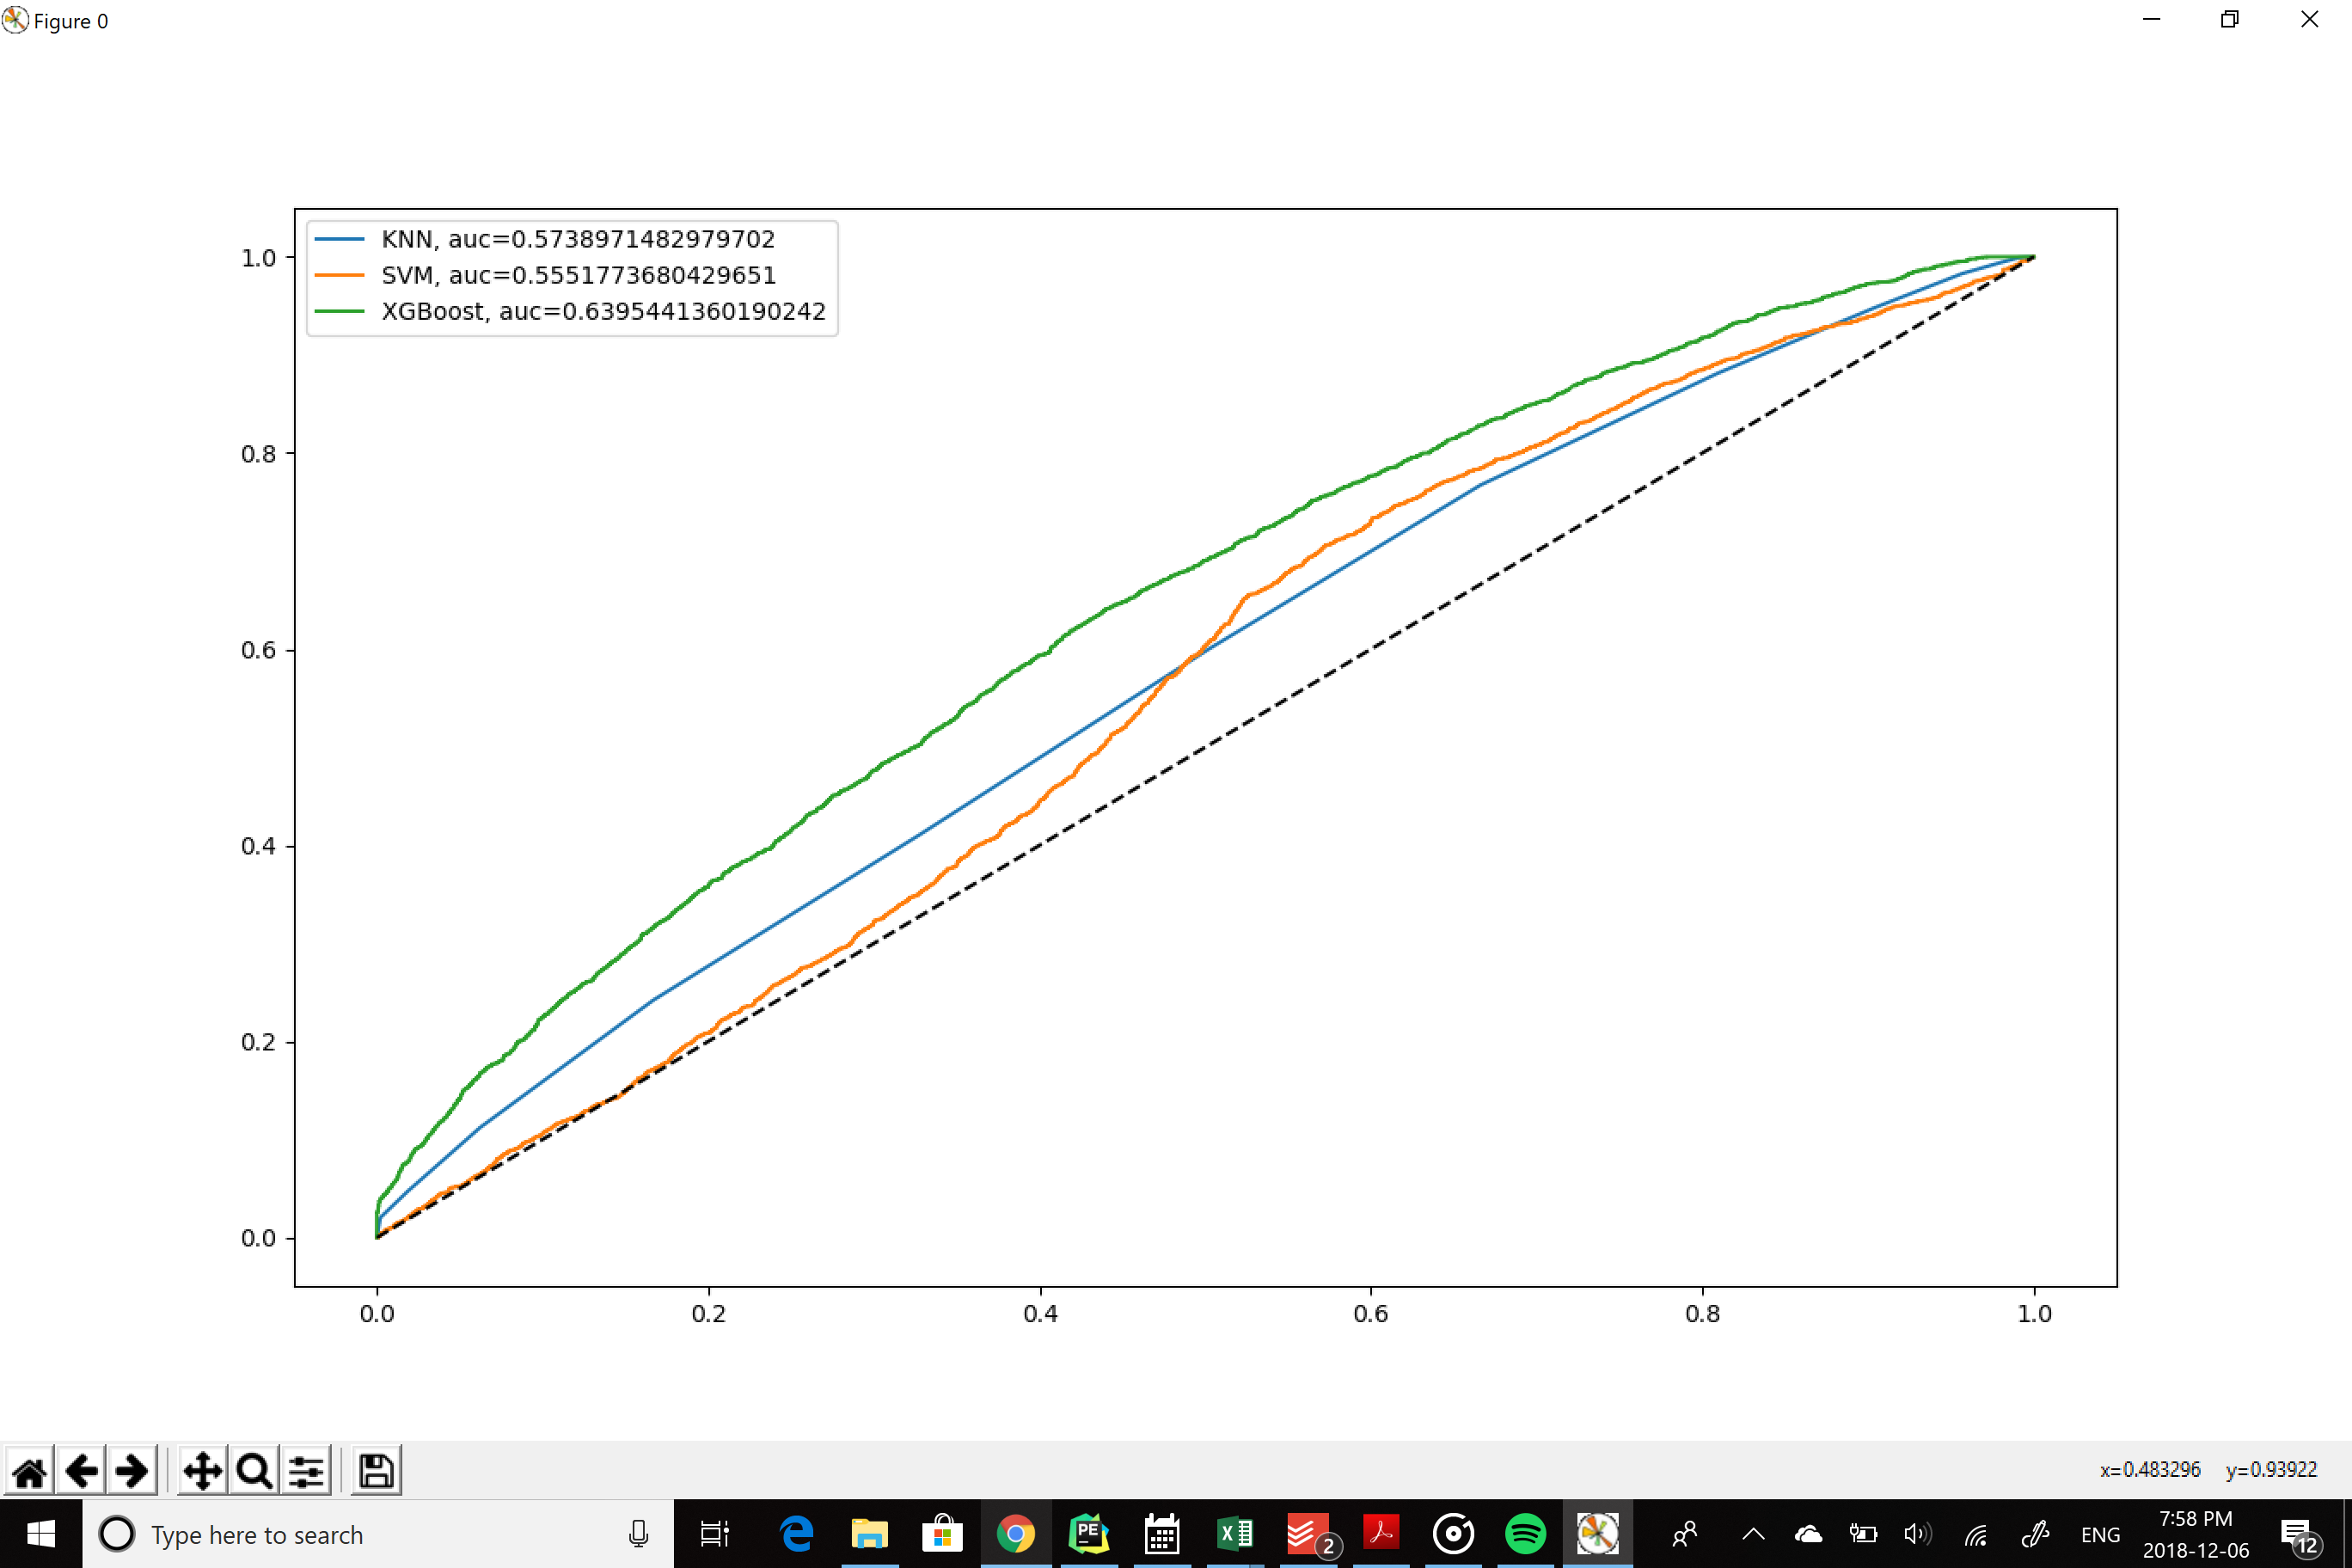 Figure 0
KNN, auc=0.5738971482979702
SVM, auc=0.5551773680429651
XGBoost, auc=0.6395441360190242
1.0
0.8
0.6
0.4
0.2
0.0
0.0 0.2 0.4 0.6 0.8 1.0
x=0.483296 y=0.93922
Type here to search
PE
2
ENG
7:58 PM
2018-12-06
12